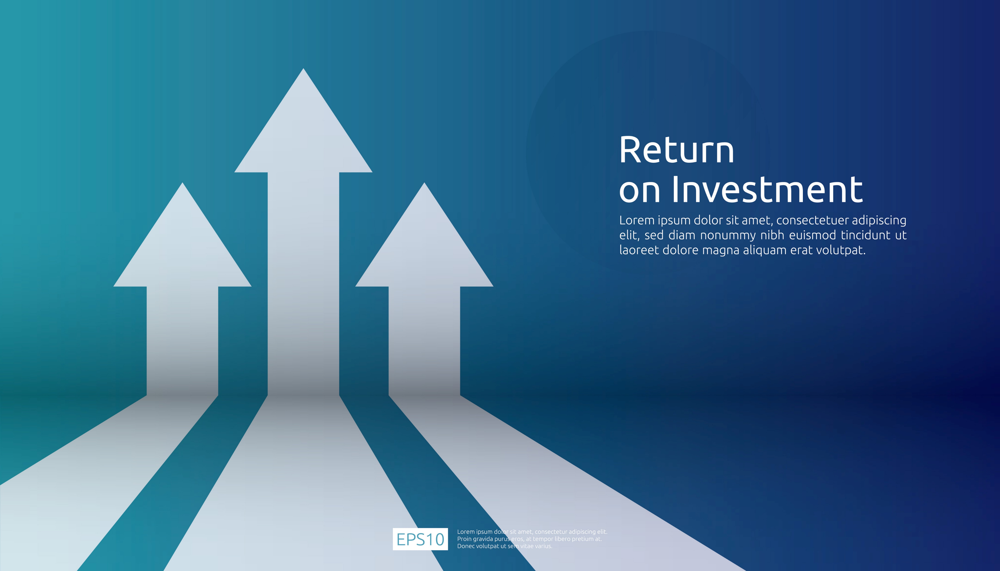 Return
on Investment
Lorem ipsum dolor sit amet, consectetuer adipiscing
elit, sed diam nonummy nibh euismod tincidunt ut
laoreet dolore magna aliquam erat volutpat.
EPS10
Lorem ipsum dolor sit amet, consectetur adipiscing elit.
Proin gravida purus eros, at tempor libero pretium at.
Donec volutpat ut sem vitae varius.